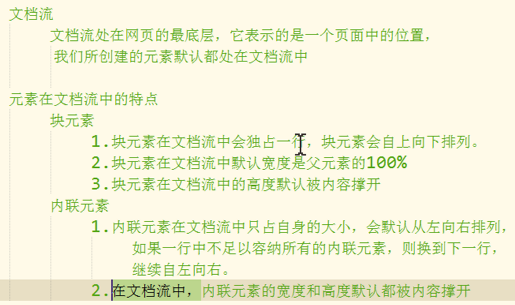 文档流
文档流处在网页的最底层，它表示的是一个页面中的位置，
我们所创建的元素默认都处在文档流中
元素在文档流中的特点
块元素
1.块元素在文档流中会独占一行，块元素会自上向下排列。
2.块元素在文档流中默认宽度是父元素的100%
3.块元素在文档流中的高度默认被内容撑开
内联元素
1.内联元素在文档流中只占自身的大小，会默认从左向右排列，
如果一行中不足以容纳所有的内联元素，则换到下一行，
继续自左向右。
2.在文档流中，内联元素的宽度和高度默认都被内容撑开